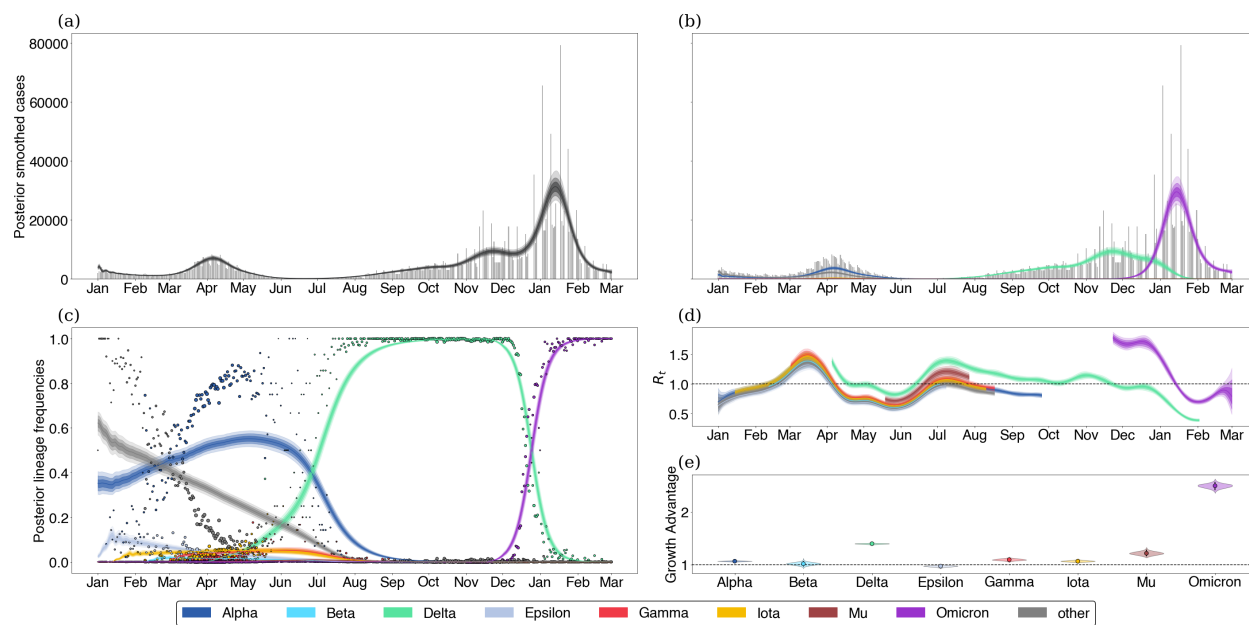 (a)
Posterior smoothed cases
80000
60000
40000
20000
0
Jan Feb Mar Apr May Jun Jul Aug Sep Oct Nov Dec Jan Feb Mar
(b)
Jan Feb Mar Apr May Jun Jul Aug Sep Oct Nov Dec Jan Feb Mar
(c)
Posterior lineage frequencies
1.0
0.8
0.6
0.4
0.2
0.0
Jan Feb Mar Apr May Jun Jul Aug Sep Oct Nov Dec Jan Feb Mar
(d)
Rt
1.5
1.0
0.5
Jan Feb Mar Apr May Jun Jul Aug Sep Oct Nov Dec Jan Feb Mar
(e)
Growth Advantage
2
1
Alpha Beta Delta Epsilon Gamma Iota Mu Omicron
Alpha Beta Delta Epsilon Gamma Iota Mu Omicron other